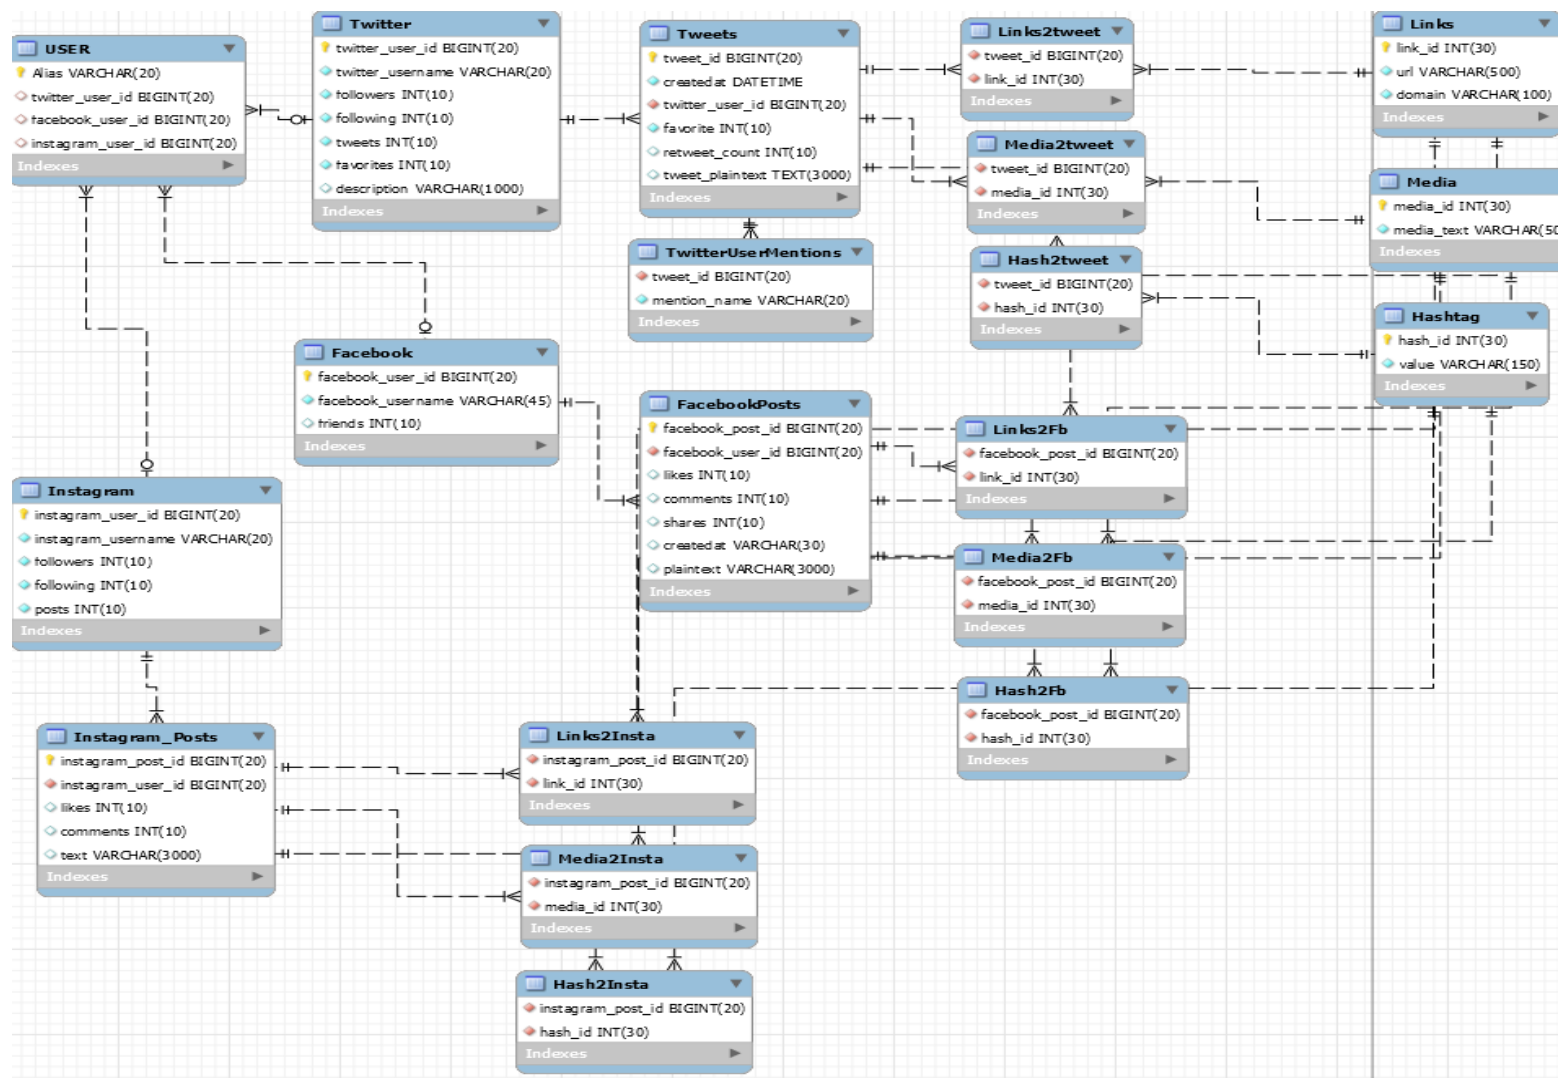 USER
Alias VARCHAR(20)
twitter_user_id BIGINT(20)
facebook_user_id BIGINT(20)
instagram_user_id BIGINT(20)
Indexes
Twitter
twitter_user_id BIGINT(20)
twitter_username VARCHAR(20)
followers INT(10)
following INT(10)
tweets INT(10)
favorites INT(10)
description VARCHAR(1000)
Indexes
Tweets
tweet_id BIGINT(20)
createdat DATETIME
twitter_user_id BIGINT(20)
favorite INT(10)
retweet_count INT(10)
tweet_plaintext TEXT(3000)
Indexes
Links2tweet
tweet_id BIGINT(20)
link_id INT(30)
Indexes
Links
link_id INT(30)
url VARCHAR(500)
domain VARCHAR(100)
Indexes
Media2tweet
tweet_id BIGINT(20)
media_id INT(30)
Indexes
Media
media_id INT(30)
media_text VARCHAR(50
Indexes
TwitterUserMentions
tweet_id BIGINT(20)
mention_name VARCHAR(20)
Indexes
Hash2tweet
tweet_id BIGINT(20)
hash_id INT(30)
Indexes
Hashtag
hash_id INT(30)
value VARCHAR(150)
Indexes
Facebook
facebook_user_id BIGINT(20)
facebook_username VARCHAR(45)
friends INT(10)
Indexes
FacebookPosts
facebook_post_id BIGINT(20)
facebook_user_id BIGINT(20)
likes INT(10)
comments INT(10)
shares INT(10)
createdat VARCHAR(30)
plaintext VARCHAR(3000)
Indexes
Links2Fb
facebook_post_id BIGINT(20)
link_id INT(30)
Indexes
Media2Fb
facebook_post_id BIGINT(20)
media_id INT(30)
Indexes
Hash2Fb
facebook_post_id BIGINT(20)
hash_id INT(30)
Indexes
Instagram
instagram_user_id BIGINT(20)
instagram_username VARCHAR(20)
followers INT(10)
following INT(10)
posts INT(10)
Indexes
Instagram_Posts
instagram_post_id BIGINT(20)
instagram_user_id BIGINT(20)
likes INT(10)
comments INT(10)
text VARCHAR(3000)
Indexes
Links2Insta
instagram_post_id BIGINT(20)
link_id INT(30)
Indexes
Media2Insta
instagram_post_id BIGINT(20)
media_id INT(30)
Indexes
Hash2Insta
instagram_post_id BIGINT(20)
hash_id INT(30)
Indexes